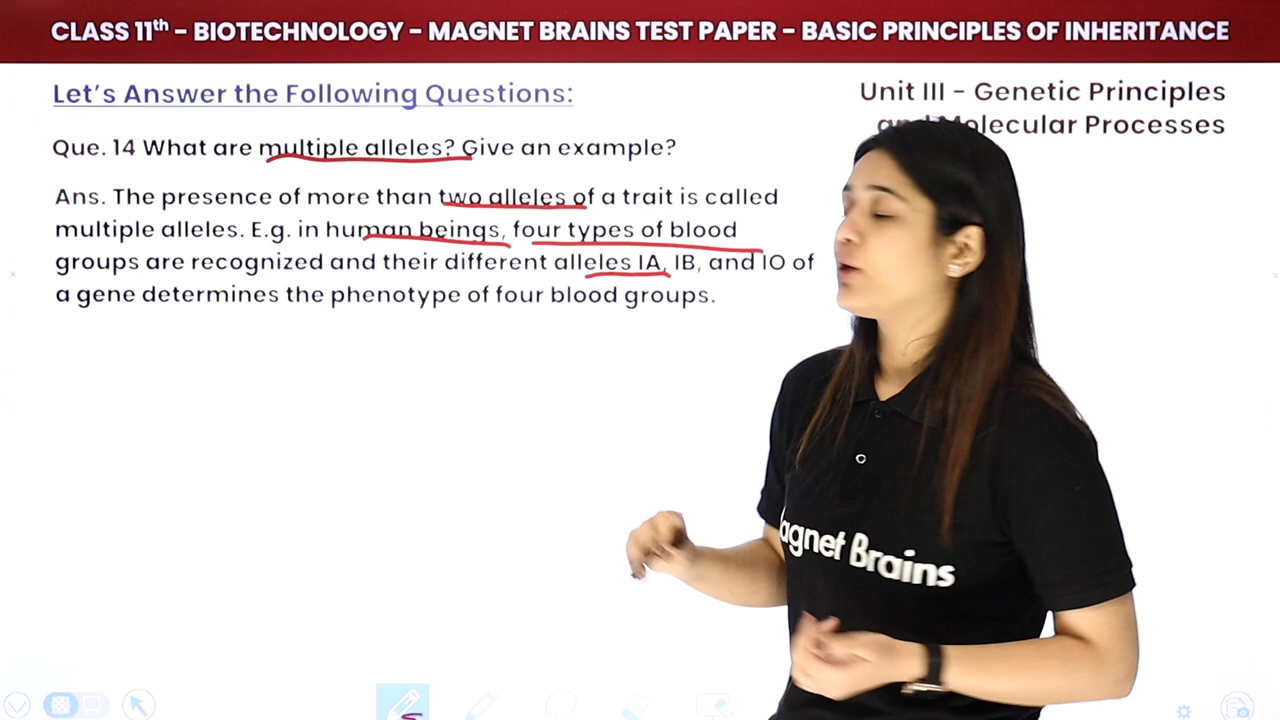 CLASS 11th - BIOTECHNOLOGY - MAGNET BRAINS TEST PAPER - BASIC PRINCIPLES OF INHERITANCE
Let's Answer the Following Questions:
Unit III - Genetic Principles
Molecular Processes
Que. 14 What are multiple alleles? Give an example?
Ans. The presence of more than two alleles of a trait is called
multiple alleles. E.g. in human beings, four types of blood
groups are recognized and their different alleles IA, IB, and IO of
a gene determines the phenotype of four blood groups.
agnet Brains